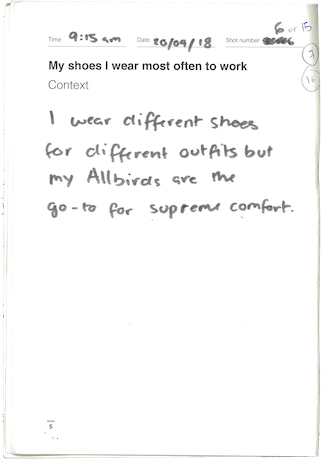 6 or 15
Time 9:15 am Date 20/09/18 Shot number
7
16
My shoes I wear most often to work
Context
I wear different shoes
for different outfits but
my Allbirds are the
go-to for supreme comfort.
5